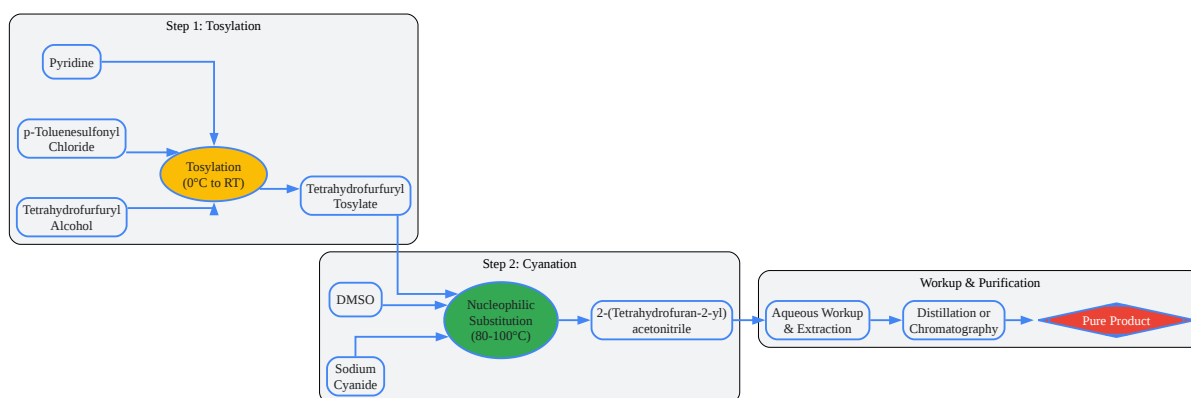 Step 1: Tosylation
Pyridine
p-Toluenesulfonyl
Chloride
Tosylation
(0°C to RT)
Tetrahydrofurfuryl
Alcohol
Tetrahydrofurfuryl
Tosylate
Step 2: Cyanation
DMSO
Nucleophilic
Substitution
(80-100°C)
Sodium
Cyanide
2-(Tetrahydrofuran-2-yl)
acetonitrile
Workup & Purification
Aqueous Workup
& Extraction
Distillation or
Chromatography
Pure Product